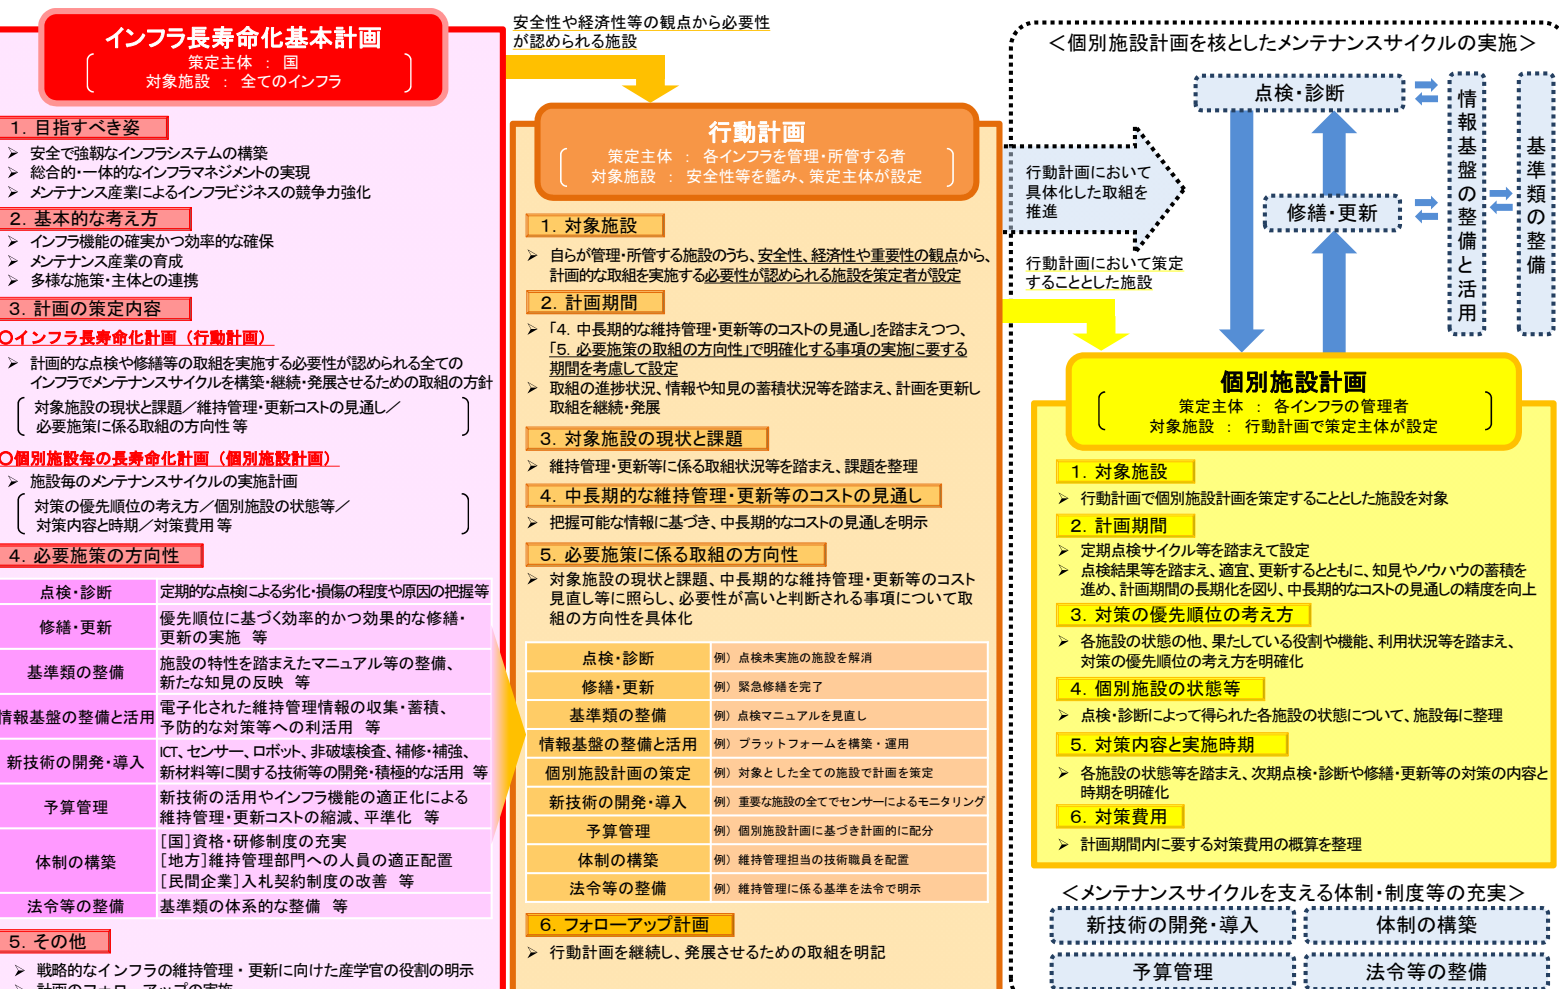 インフラ長寿命化基本計画
策定主体 ： 国
対象施設 ： 全てのインフラ
1. 目指すべき姿
➢ 安全で強靱なインフラシステムの構築
➢ 総合的・一体的なインフラマネジメントの実現
➢ メンテナンス産業によるインフラビジネスの競争力強化
2. 基本的な考え方
➢ インフラ機能の確実かつ効率的な確保
➢ メンテナンス産業の育成
➢ 多様な施策・主体との連携
3. 計画の策定内容
○インフラ長寿命化計画（行動計画）
➢ 計画的な点検や修繕等の取組を実施する必要性が認められる全ての
インフラでメンテナンスサイクルを構築・継続・発展させるための取組の方針
対象施設の現状と課題／維持管理・更新コストの見通し／
必要施策に係る取組の方向性 等
○個別施設毎の長寿命化計画（個別施設計画）
➢ 施設毎のメンテナンスサイクルの実施計画
対策の優先順位の考え方／個別施設の状態等／
対策内容と時期／対策費用 等
4. 必要施策の方向性
点検・診断 定期的な点検による劣化・損傷の程度や原因の把握等
修繕・更新 優先順位に基づく効率的かつ効果的な修繕・
更新の実施 等
基準類の整備 施設の特性を踏まえたマニュアル等の整備、
新たな知見の反映 等
情報基盤の整備と活用 電子化された維持管理情報の収集・蓄積、
予防的な対策等への利活用 等
新技術の開発・導入 ICT、センサー、ロボット、非破壊検査、補修・補強、
新材料等に関する技術等の開発・積極的な活用 等
予算管理 新技術の活用やインフラ機能の適正化による
維持管理・更新コストの縮減、平準化 等
体制の構築 ［国］資格・研修制度の充実
［地方］維持管理部門への人員の適正配置
［民間企業］入札契約制度の改善 等
法令等の整備 基準類の体系的な整備 等
5. その他
➢ 戦略的なインフラの維持管理・更新に向けた産学官の役割の明示
➢ 計画のフォローアップの実施
安全性や経済性等の観点から必要性
が認められる施設
行動計画
策定主体 ： 各インフラを管理・所管する者
対象施設 ： 安全性等を鑑み、策定主体が設定
1. 対象施設
➢ 自らが管理・所管する施設のうち、安全性、経済性や重要性の観点から、
計画的な取組を実施する必要性が認められる施設を策定者が設定
2. 計画期間
➢ 「4. 中長期的な維持管理・更新等のコストの見通し」を踏まえつつ、
「5. 必要施策の取組の方向性」で明確化する事項の実施に要する
期間を考慮して設定
➢ 取組の進捗状況、情報や知見の蓄積状況等を踏まえ、計画を更新し
取組を継続・発展
3. 対象施設の現状と課題
➢ 維持管理・更新等に係る取組状況等を踏まえ、課題を整理
4. 中長期的な維持管理・更新等のコストの見通し
➢ 把握可能な情報に基づき、中長期的なコストの見通しを明示
5. 必要施策に係る取組の方向性
➢ 対象施設の現状と課題、中長期的な維持管理・更新等のコスト
見直し等に照らし、必要性が高いと判断される事項について取
組の方向性を具体化
点検・診断 例）点検未実施の施設を解消
修繕・更新 例）緊急修繕を完了
基準類の整備 例）点検マニュアルを見直し
情報基盤の整備と活用 例）プラットフォームを構築・運用
個別施設計画の策定 例）対象とした全ての施設で計画を策定
新技術の開発・導入 例）重要な施設の全てでセンサーによるモニタリング
予算管理 例）個別施設計画に基づき計画的に配分
体制の構築 例）維持管理担当の技術職員を配置
法令等の整備 例）維持管理に係る基準を法令で明示
6. フォローアップ計画
➢ 行動計画を継続し、発展させるための取組を明記
＜個別施設計画を核としたメンテナンスサイクルの実施＞
点検・診断
修繕・更新
情報基盤の整備と活用
基準類の整備
行動計画において
具体化した取組を
推進
行動計画において策定
することとした施設
個別施設計画
策定主体 ： 各インフラの管理者
対象施設 ： 行動計画で策定主体が設定
1. 対象施設
➢ 行動計画で個別施設計画を策定することとした施設を対象
2. 計画期間
➢ 定期点検サイクル等を踏まえて設定
➢ 点検結果等を踏まえ、適宜、更新するとともに、知見やノウハウの蓄積を
進め、計画期間の長期化を図り、中長期的なコストの見通しの精度を向上
3. 対策の優先順位の考え方
➢ 各施設の状態の他、果たしている役割や機能、利用状況等を踏まえ、
対策の優先順位の考え方を明確化
4. 個別施設の状態等
➢ 点検・診断によって得られた各施設の状態について、施設毎に整理
5. 対策内容と実施時期
➢ 各施設の状態等を踏まえ、次期点検・診断や修繕・更新等の対策の内容と
時期を明確化
6. 対策費用
➢ 計画期間内に要する対策費用の概算を整理
＜メンテナンスサイクルを支える体制・制度等の充実＞
新技術の開発・導入
体制の構築
予算管理
法令等の整備